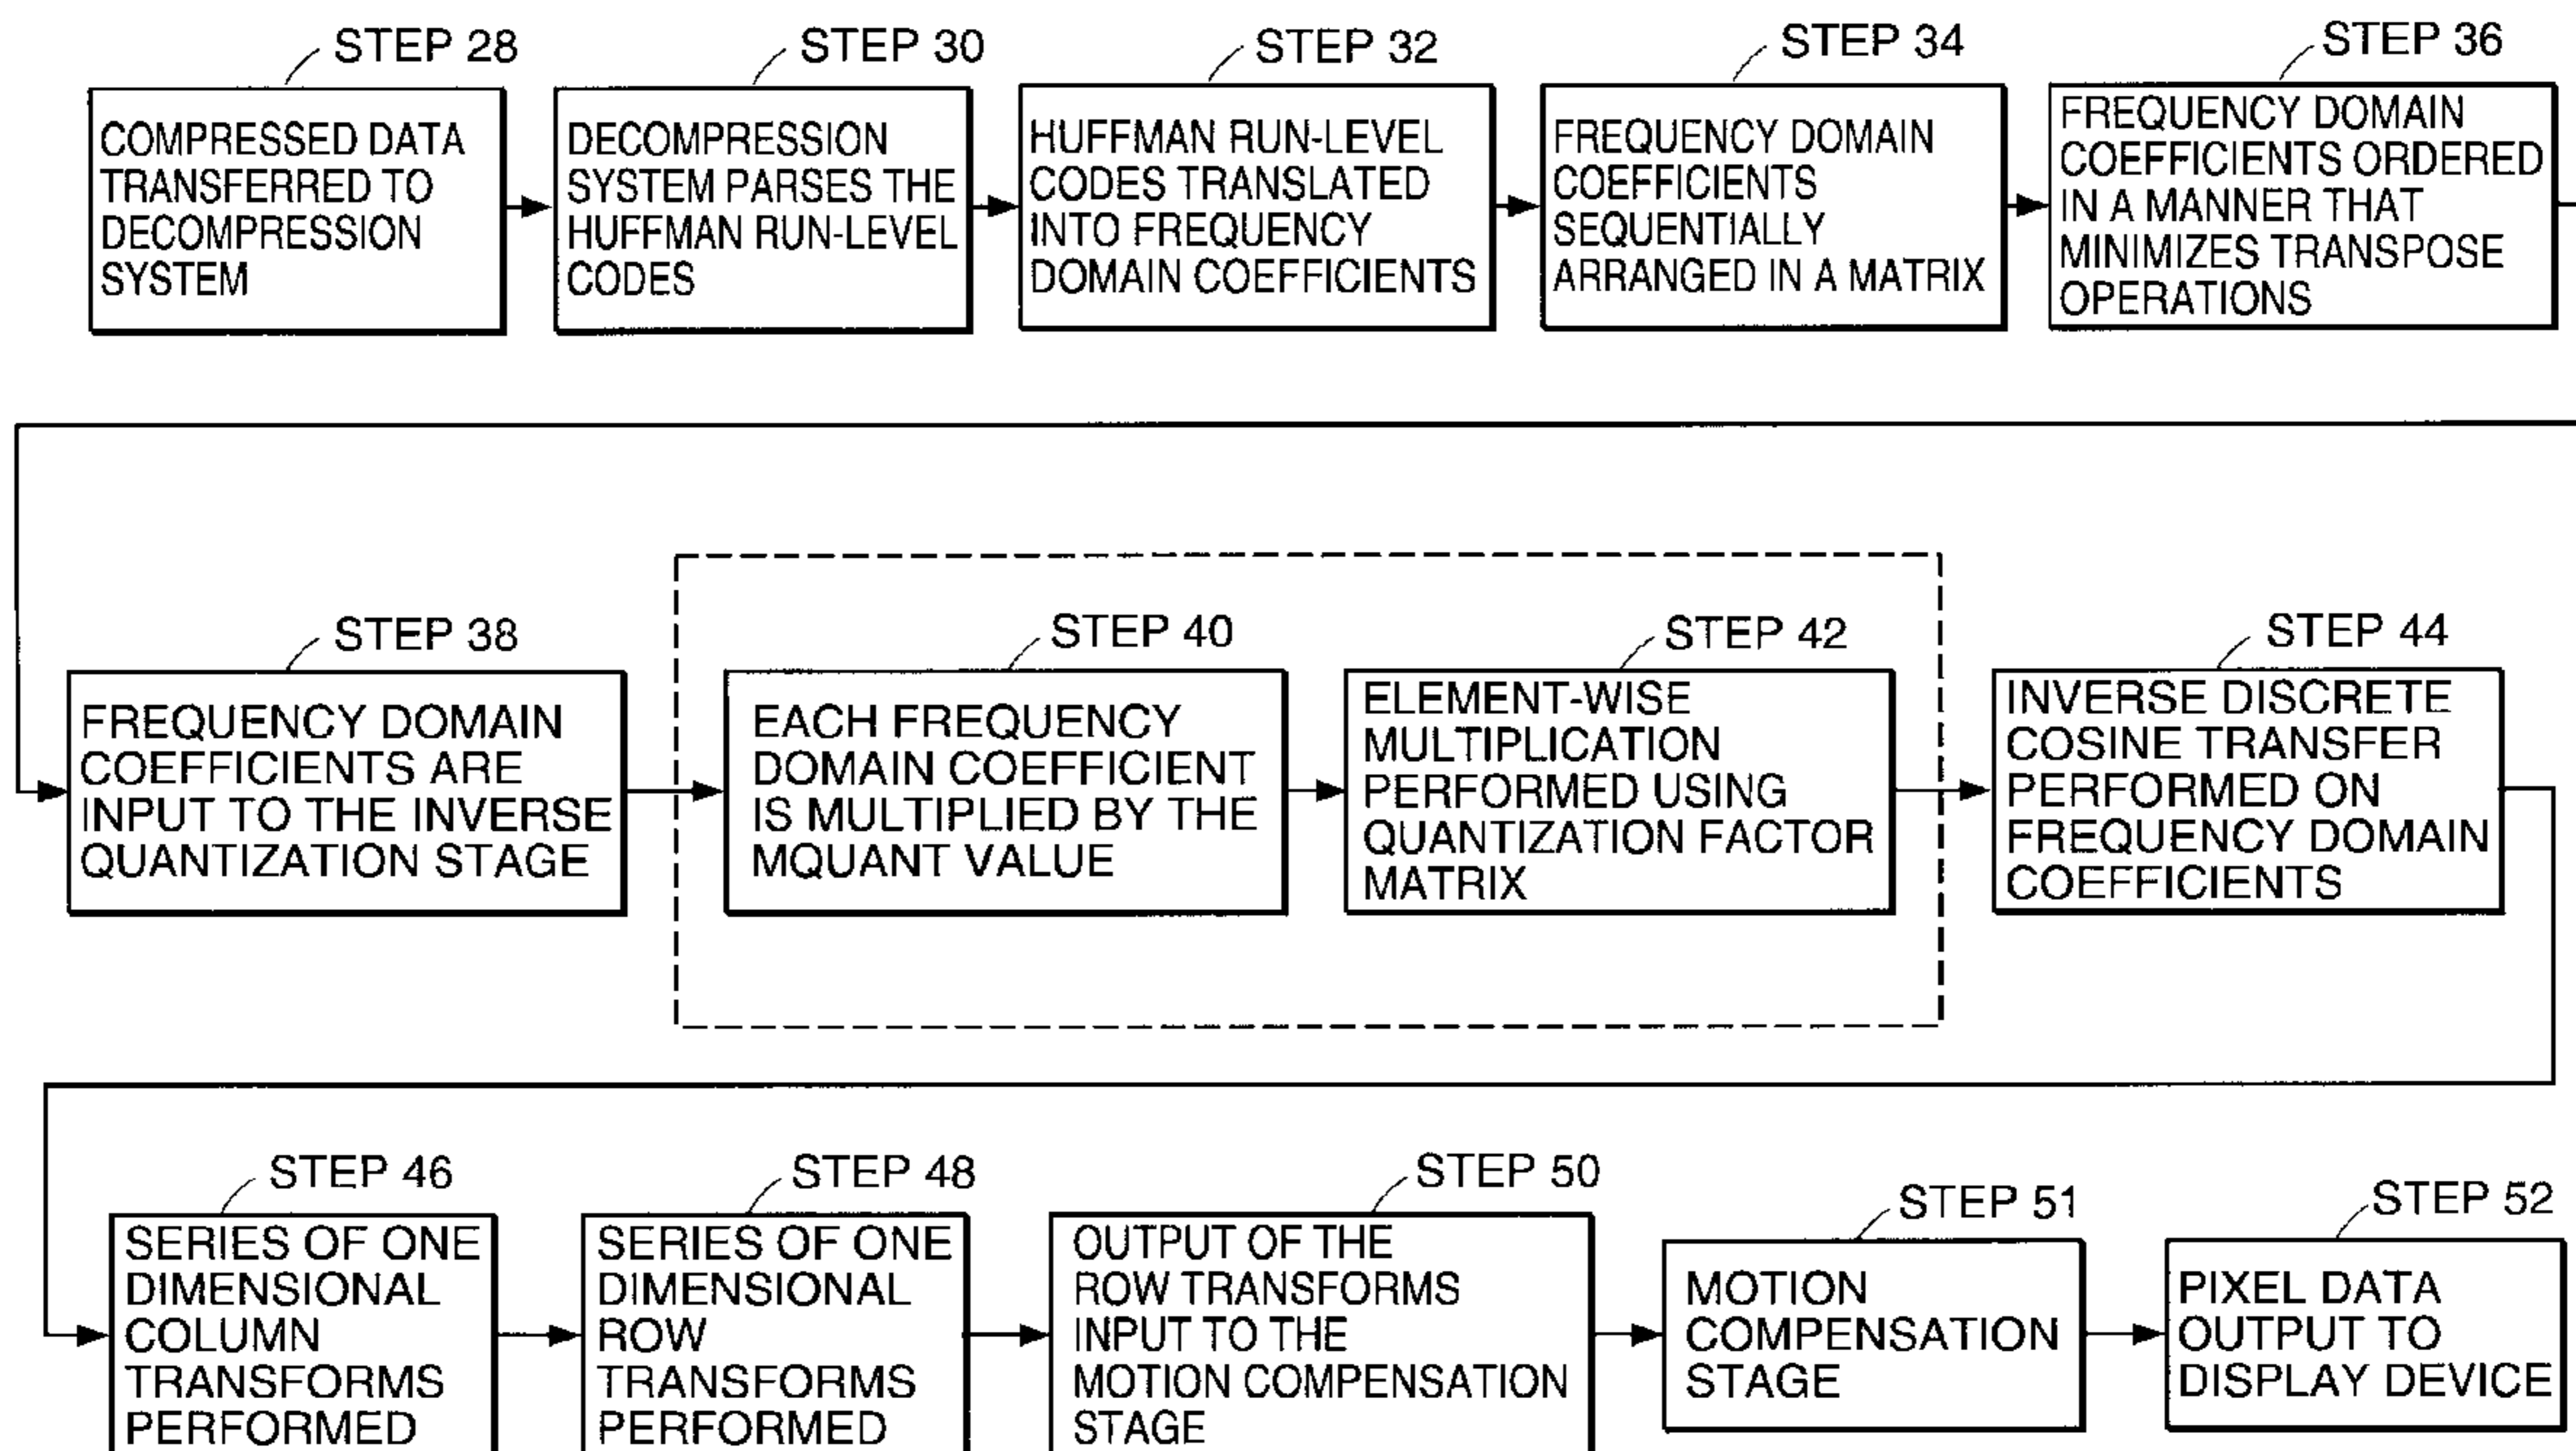 STEP 28
COMPRESSED DATA
TRANSFERRED TO
DECOMPRESSION
SYSTEM
STEP 30
DECOMPRESSION
SYSTEM PARSES THE
HUFFMAN RUN-LEVEL
CODES
STEP 32
HUFFMAN RUN-LEVEL
CODES TRANSLATED
INTO FREQUENCY
DOMAIN COEFFICIENTS
STEP 34
FREQUENCY DOMAIN
COEFFICIENTS
SEQUENTIALLY
ARRANGED IN A MATRIX
STEP 36
FREQUENCY DOMAIN
COEFFICIENTS ORDERED
IN A MANNER THAT
MINIMIZES TRANSPOSE
OPERATIONS
STEP 38
FREQUENCY DOMAIN
COEFFICIENTS ARE
INPUT TO THE INVERSE
QUANTIZATION STAGE
STEP 40
EACH FREQUENCY
DOMAIN COEFFICIENT
IS MULTIPLIED BY THE
MQUANT VALUE
STEP 42
ELEMENT-WISE
MULTIPLICATION
PERFORMED USING
QUANTIZATION FACTOR
MATRIX
STEP 44
INVERSE DISCRETE
COSINE TRANSFER
PERFORMED ON
FREQUENCY DOMAIN
COEFFICIENTS
STEP 46
SERIES OF ONE
DIMENSIONAL
COLUMN
TRANSFORMS
PERFORMED
STEP 48
SERIES OF ONE
DIMENSIONAL
ROW
TRANSFORMS
PERFORMED
STEP 50
OUTPUT OF THE
ROW TRANSFORMS
INPUT TO THE
MOTION COMPENSATION
STAGE
STEP 51
MOTION
COMPENSATION
STAGE
STEP 52
PIXEL DATA
OUTPUT TO
DISPLAY DEVICE